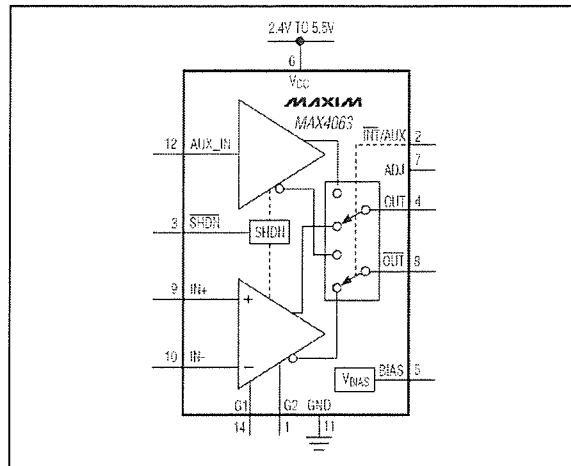 2.4V TO 5.5V
6
VCC
MAXIM
MAX4063
12 AUX_IN
INT/AUX 2
ADJ 7
OUT 4
3 SHDN
SHDN
OUT 8
9 IN+
+
10 IN-
−
VBIAS
BIAS 5
G1 G2 GND
14 1 11